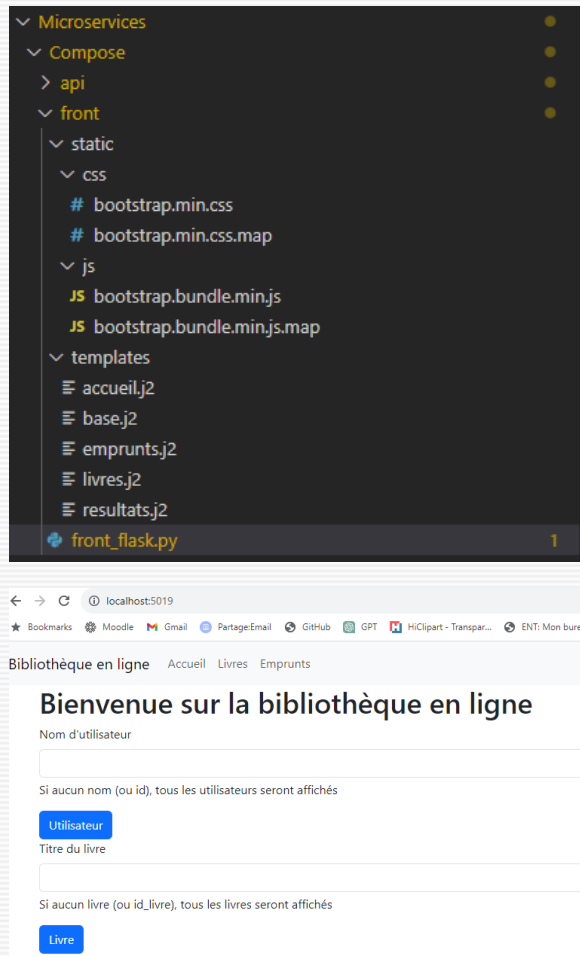 Microservices
Compose
api
front
static
css
# bootstrap.min.css
# bootstrap.min.css.map
js
JS bootstrap.bundle.min.js
JS bootstrap.bundle.min.js.map
templates
accueil.j2
base.j2
emprunts.j2
livres.j2
resultats.j2
front_flask.py 1
localhost:5019
Bookmarks Moodle Gmail Partage:Email GitHub GPT HiClipart - Transpar... ENT: Mon bure
Bibliothèque en ligne Accueil Livres Emprunts
Bienvenue sur la bibliothèque en ligne
Nom d'utilisateur
Si aucun nom (ou id), tous les utilisateurs seront affichés
Utilisateur
Titre du livre
Si aucun livre (ou id_livre), tous les livres seront affichés
Livre